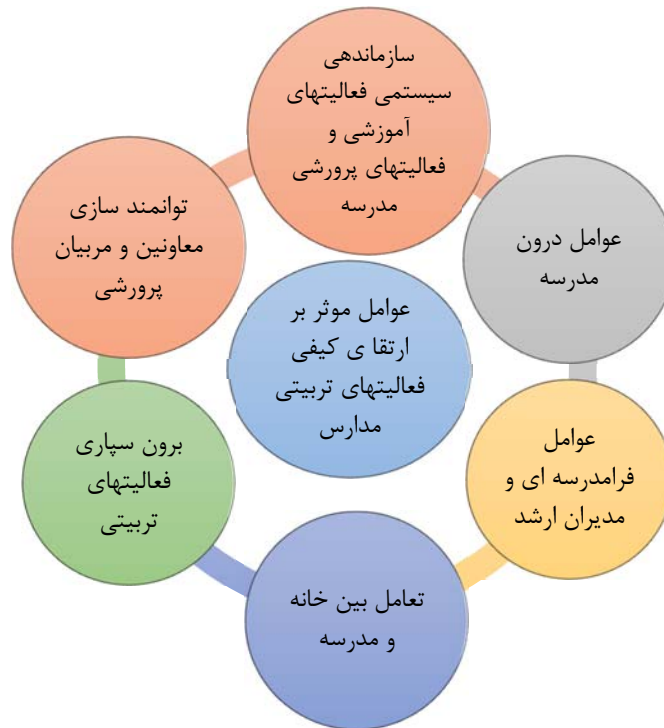 سازماندهی
سیستمی فعالیتهای
آموزشی و
فعالیتهای پرورشی
مدرسه
عوامل درون
مدرسه
عوامل
فرامدرسه ای و
مدیران ارشد
تعامل بین خانه
و مدرسه
برون سپاری
فعالیتهای
تربیتی
توانمند سازی
معاونین و مربیان
پرورشی
عوامل موثر بر
ارتقا ی کیفی
فعالیتهای تربیتی
مدارس